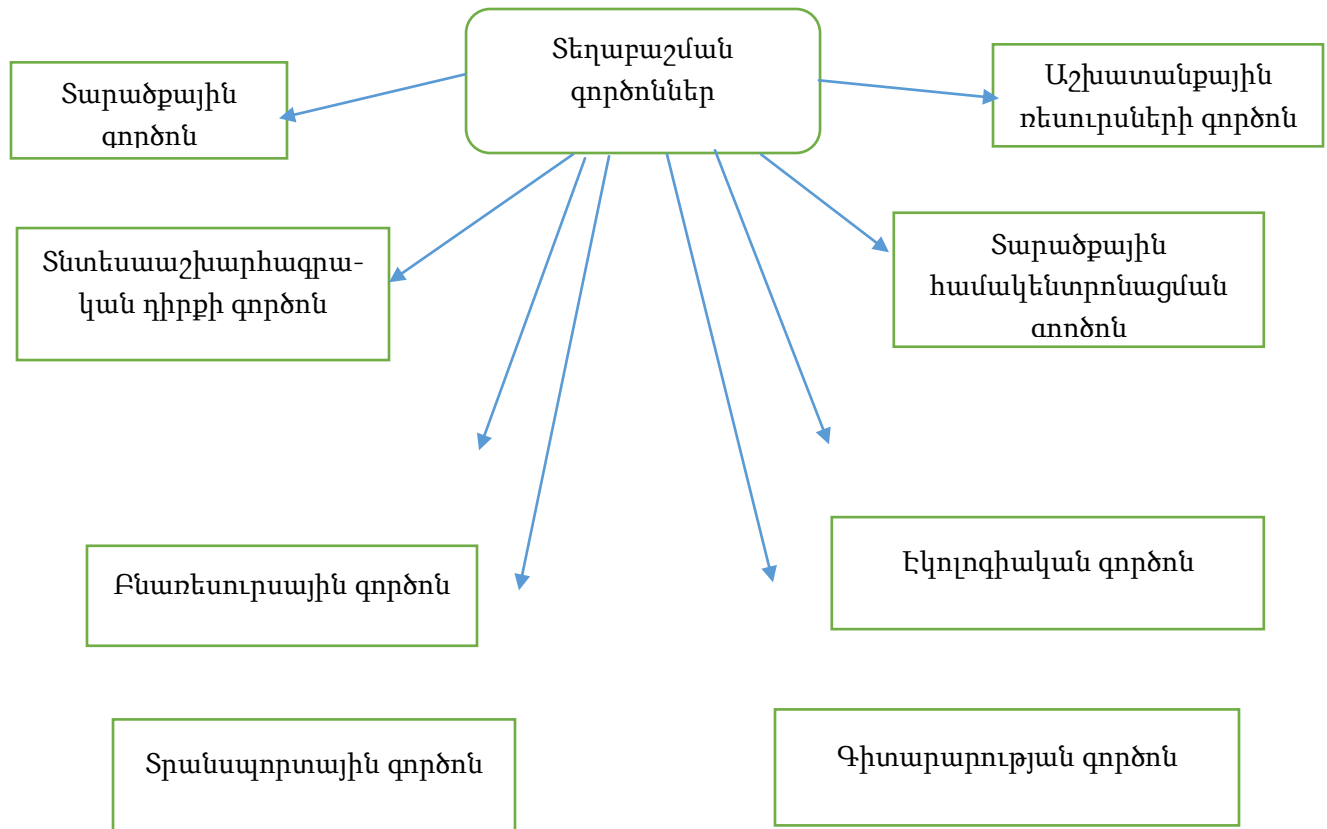 Տեղաբաշման
գործոններ
Տարածքային
գործոն
Աշխատանքային
ռեսուրսների գործոն
Տնտեսաաշխարհագրա-
կան դիրքի գործոն
Տարածքային
համակենտրոնացման
գործոն
Բնառեսուրսային գործոն
Էկոլոգիական գործոն
Տրանսպորտային գործոն
Գիտարարության գործոն